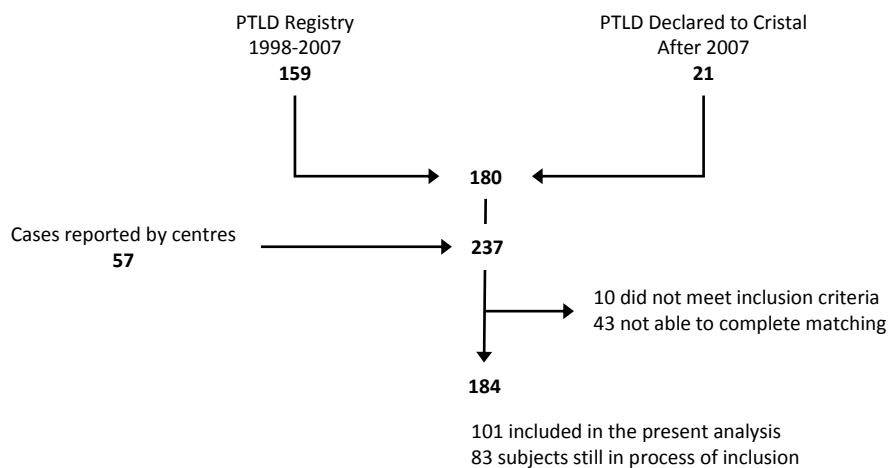 PTLD Registry
1998-2007
159
PTLD Declared to Cristal
After 2007
21
180
Cases reported by centres
57
237
10 did not meet inclusion criteria
43 not able to complete matching
184
101 included in the present analysis
83 subjects still in process of inclusion